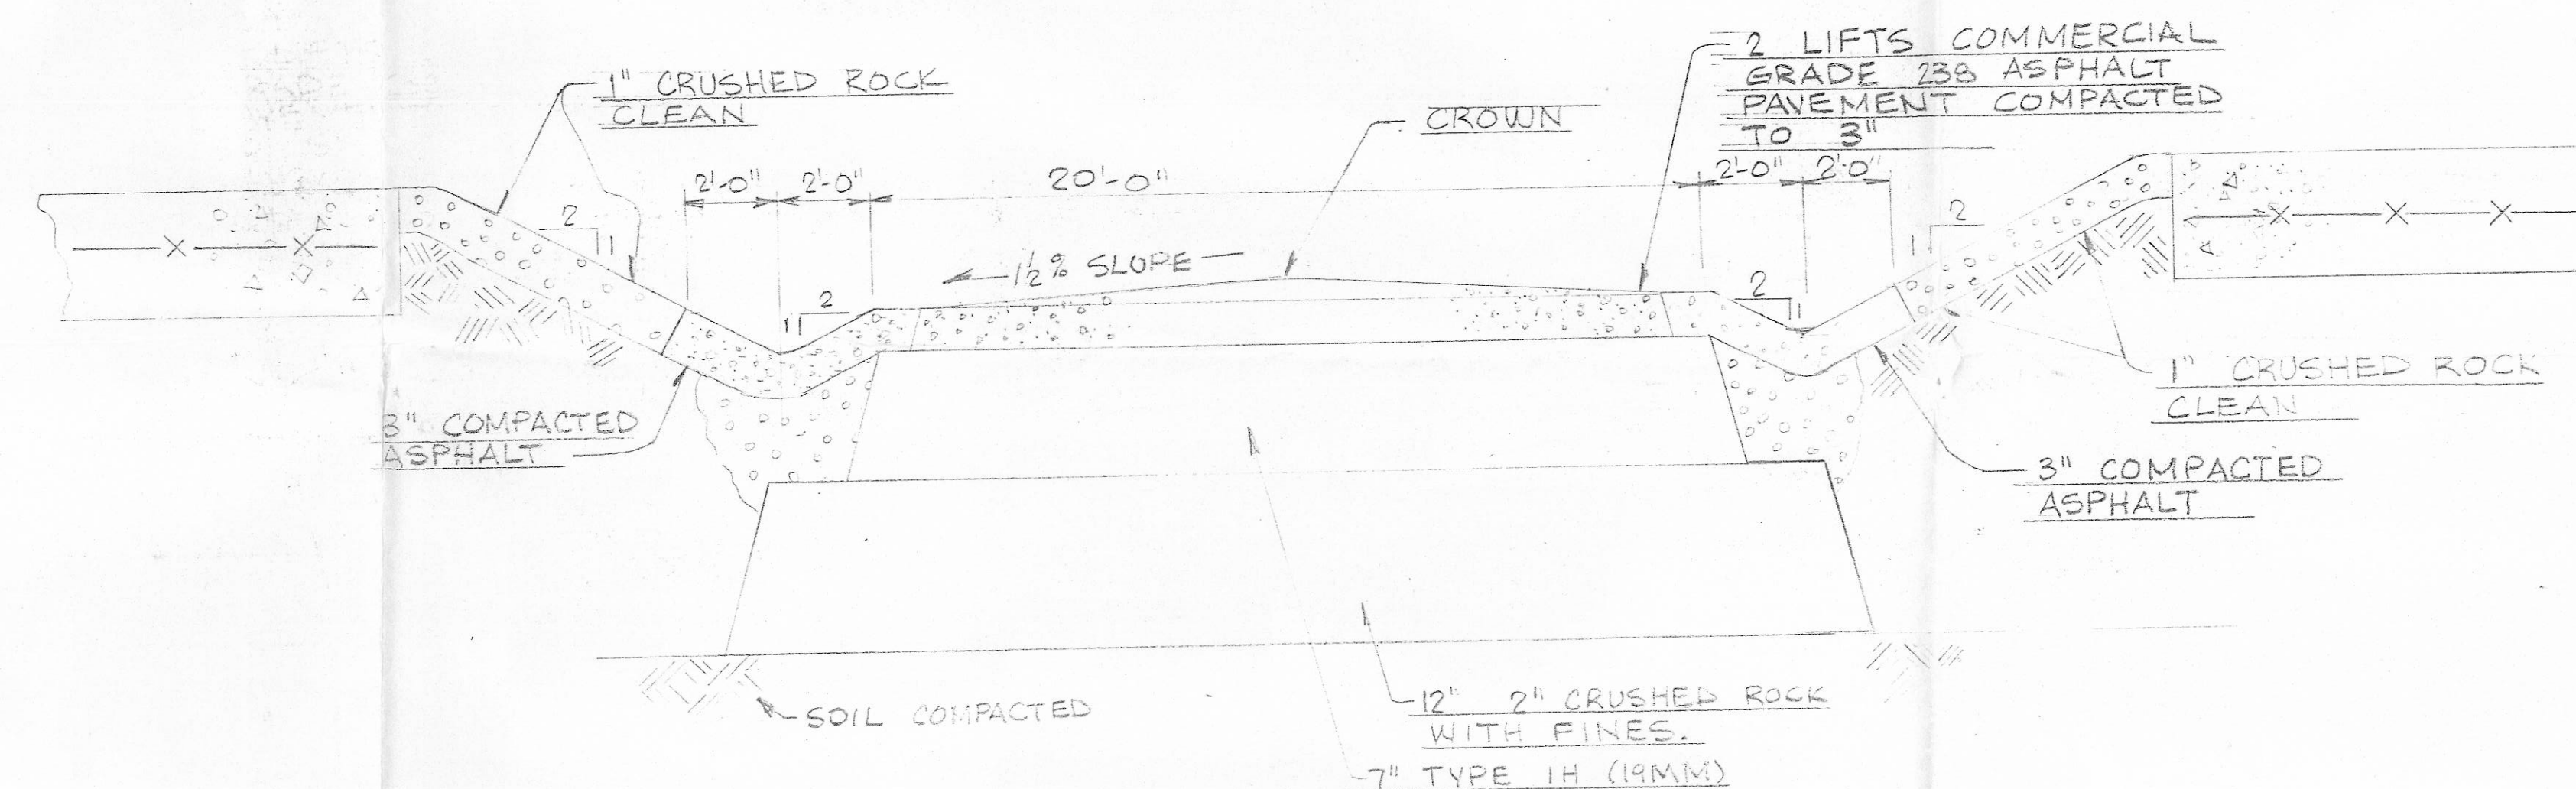 1" CRUSHED ROCK
CLEAN
2 LIFTS COMMERCIAL
GRADE 238 ASPHALT
PAVEMENT COMPACTED
TO 3"
CROWN
2'-0" 2'-0" 20'-0" 2'-0" 2'-0"
2
1
2
1
1½% SLOPE
2
1
2
1
3" COMPACTED
ASPHALT
1" CRUSHED ROCK
CLEAN
3" COMPACTED
ASPHALT
SOIL COMPACTED
12" 2" CRUSHED ROCK
WITH FINES.
7" TYPE 1H (19MM)